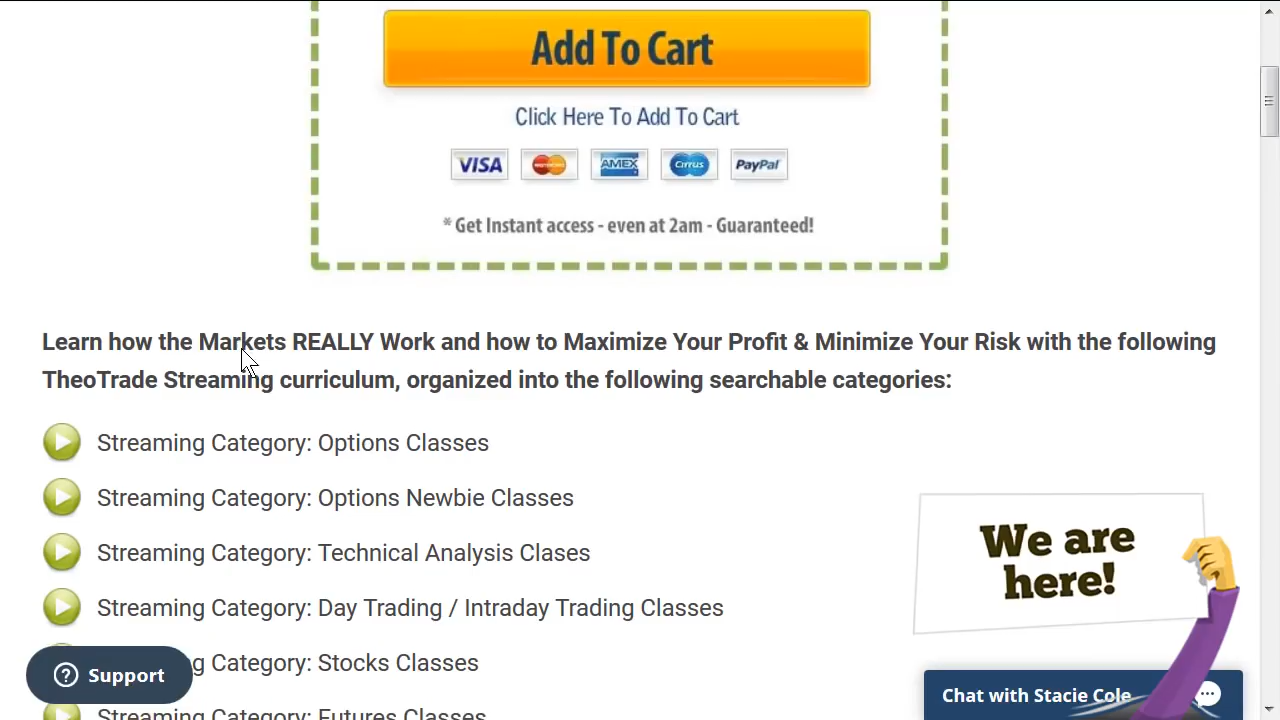 Add To Cart
Click Here To Add To Cart
VISA
AMEX
Cirrus
PayPal
* Get Instant access - even at 2am - Guaranteed!
Learn how the Markets REALLY Work and how to Maximize Your Profit & Minimize Your Risk with the following
TheoTrade Streaming curriculum, organized into the following searchable categories:
Streaming Category: Options Classes
Streaming Category: Options Newbie Classes
Streaming Category: Technical Analysis Clases
Streaming Category: Day Trading / Intraday Trading Classes
g Category: Stocks Classes
Streaming Category: Futures Classes
We are
here!
Support
Chat with Stacie Cole